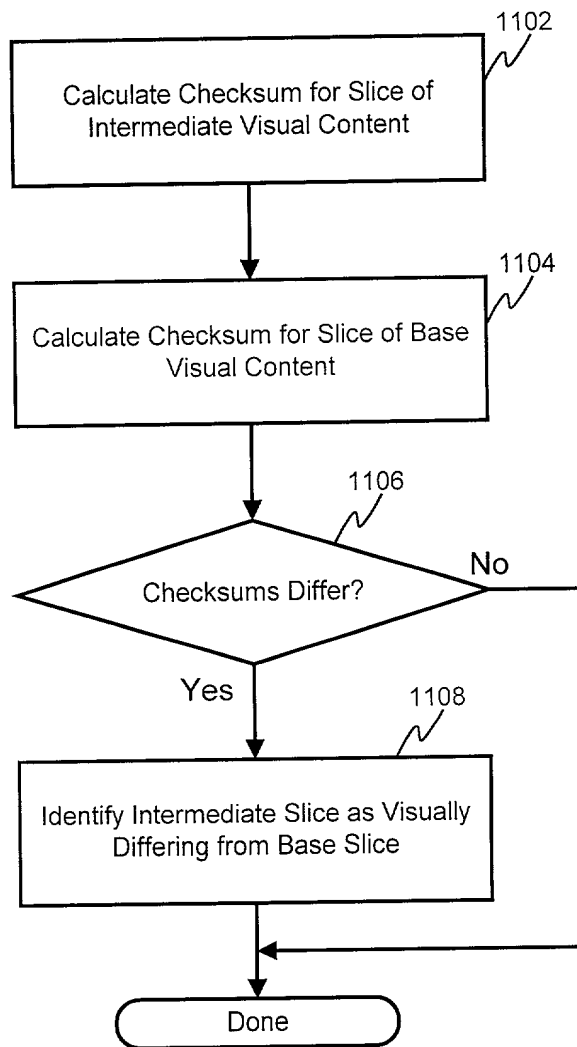 1102
Calculate Checksum for Slice of
Intermediate Visual Content
1104
Calculate Checksum for Slice of Base
Visual Content
1106
Checksums Differ?
No
Yes
1108
Identify Intermediate Slice as Visually
Differing from Base Slice
Done